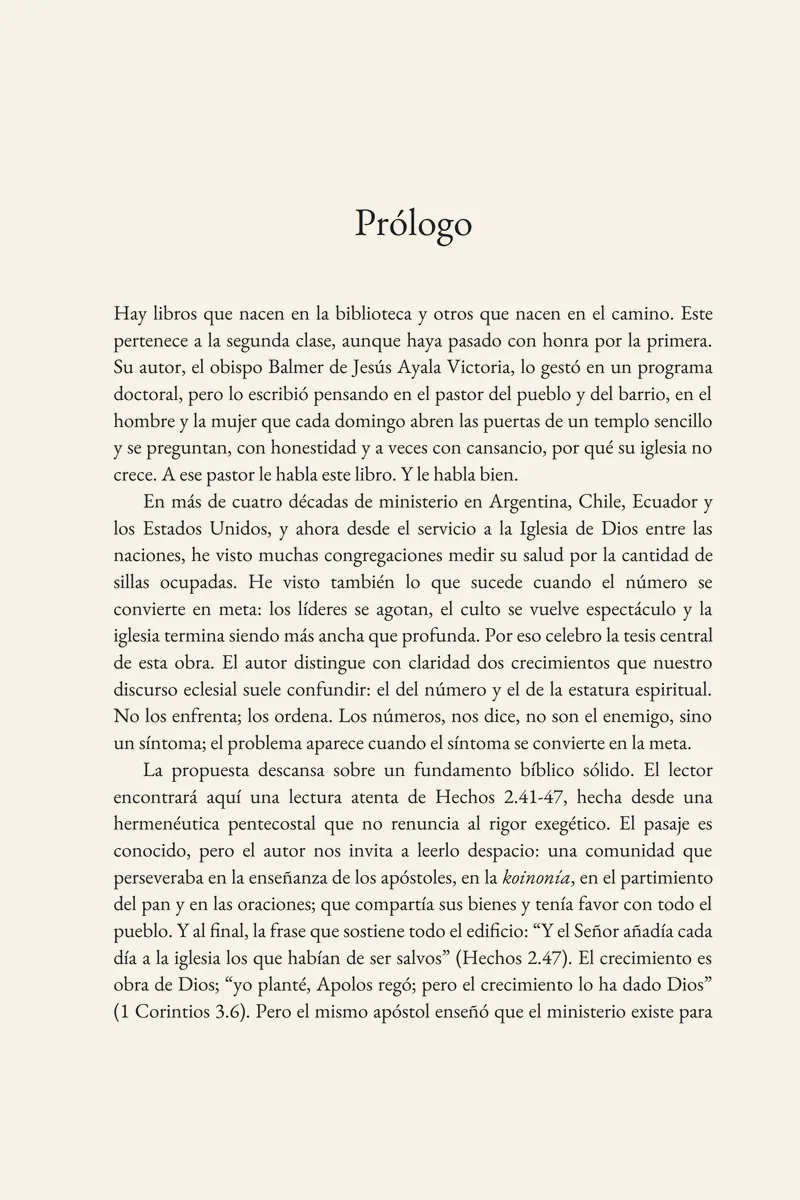 Prólogo
Hay libros que nacen en la biblioteca y otros que nacen en el camino. Este
pertenece a la segunda clase, aunque haya pasado con honra por la primera.
Su autor, el obispo Balmer de Jesús Ayala Victoria, lo gestó en un programa
doctoral, pero lo escribió pensando en el pastor del pueblo y del barrio, en el
hombre y la mujer que cada domingo abren las puertas de un templo sencillo
y se preguntan, con honestidad y a veces con cansancio, por qué su iglesia no
crece. A ese pastor le habla este libro. Y le habla bien.
En más de cuatro décadas de ministerio en Argentina, Chile, Ecuador y
los Estados Unidos, y ahora desde el servicio a la Iglesia de Dios entre las
naciones, he visto muchas congregaciones medir su salud por la cantidad de
sillas ocupadas. He visto también lo que sucede cuando el número se
convierte en meta: los líderes se agotan, el culto se vuelve espectáculo y la
iglesia termina siendo más ancha que profunda. Por eso celebro la tesis central
de esta obra. El autor distingue con claridad dos crecimientos que nuestro
discurso eclesial suele confundir: el del número y el de la estatura espiritual.
No los enfrenta; los ordena. Los números, nos dice, no son el enemigo, sino
un síntoma; el problema aparece cuando el síntoma se convierte en la meta.
La propuesta descansa sobre un fundamento bíblico sólido. El lector
encontrará aquí una lectura atenta de Hechos 2.41-47, hecha desde una
hermenéutica pentecostal que no renuncia al rigor exegético. El pasaje es
conocido, pero el autor nos invita a leerlo despacio: una comunidad que
perseveraba en la enseñanza de los apóstoles, en la koinonía, en el partimiento
del pan y en las oraciones; que compartía sus bienes y tenía favor con todo el
pueblo. Y al final, la frase que sostiene todo el edificio: “Y el Señor añadía cada
día a la iglesia los que habían de ser salvos” (Hechos 2.47). El crecimiento es
obra de Dios; “yo planté, Apolos regó; pero el crecimiento lo ha dado Dios”
(1 Corintios 3.6). Pero el mismo apóstol enseñó que el ministerio existe para